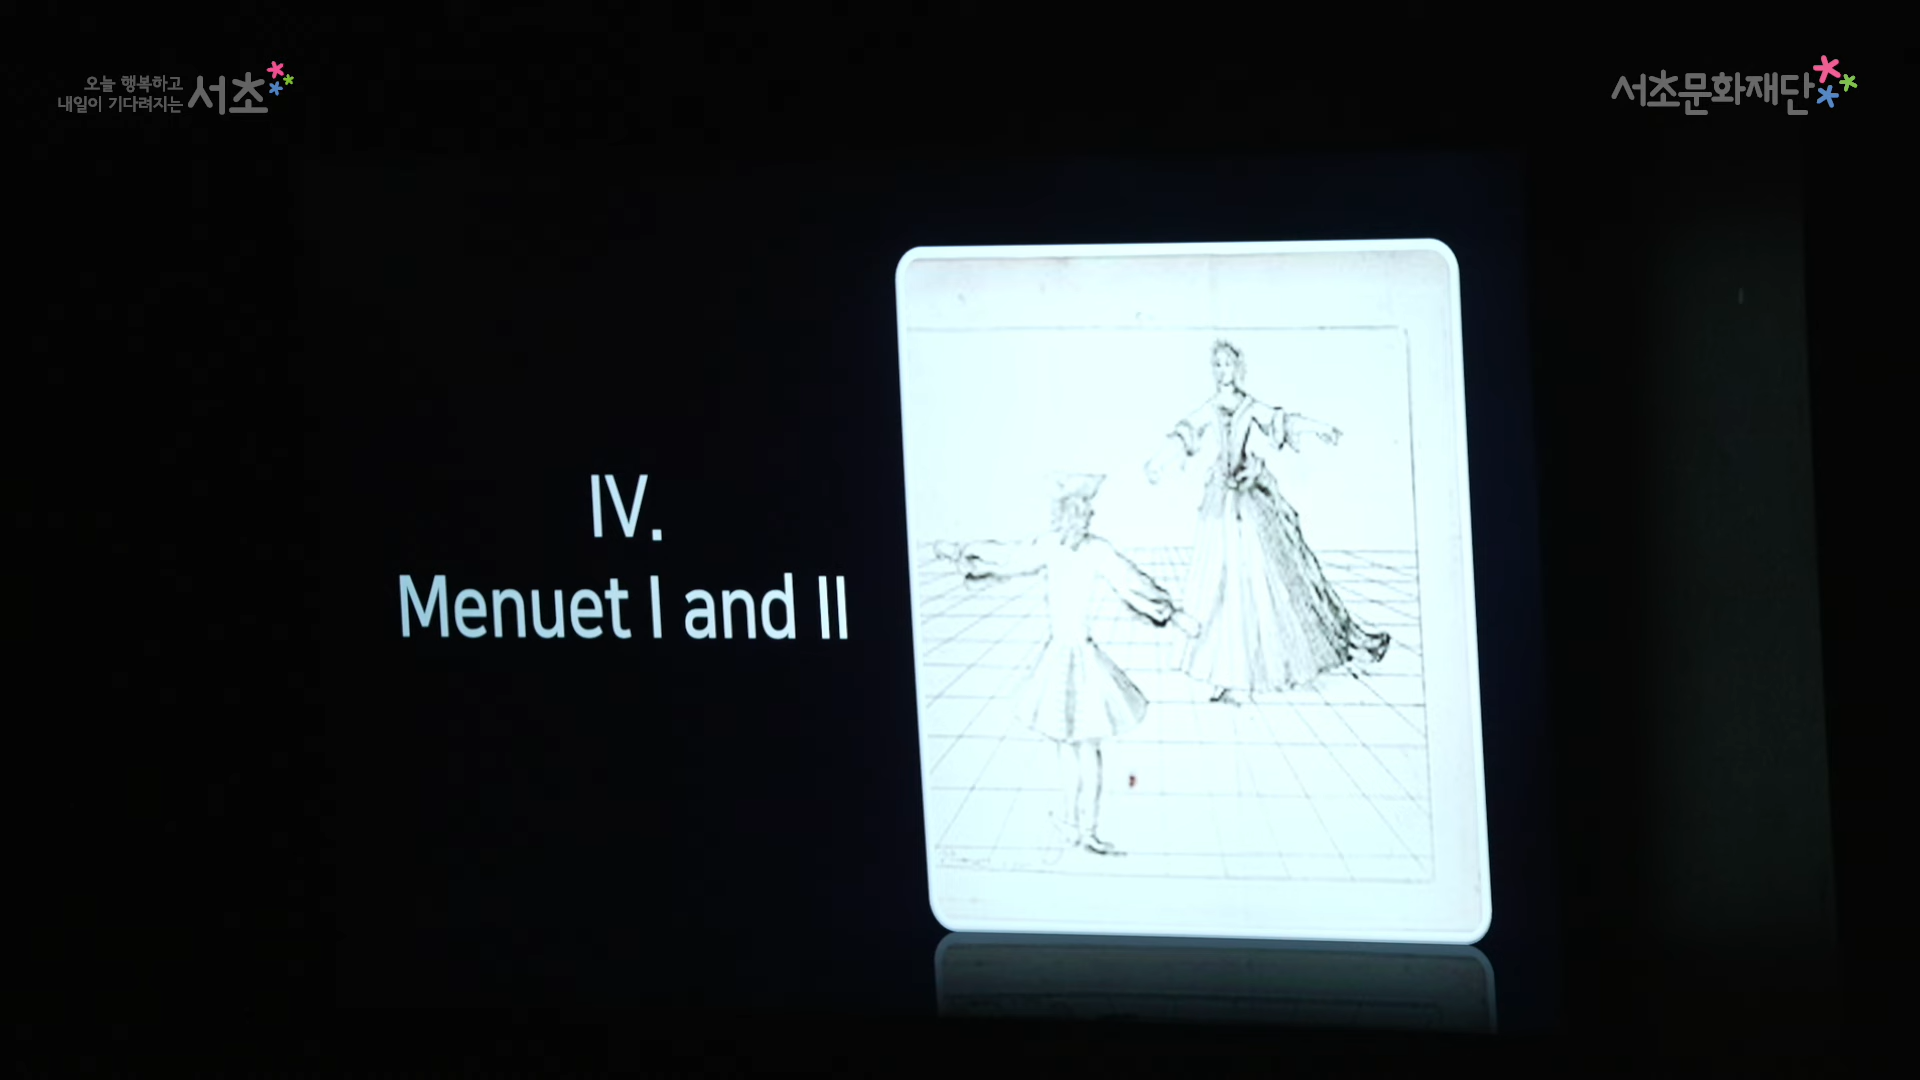 오늘 행복하고
내일이 기다려지는
서초
서초문화재단
IV.
Menuet I and II